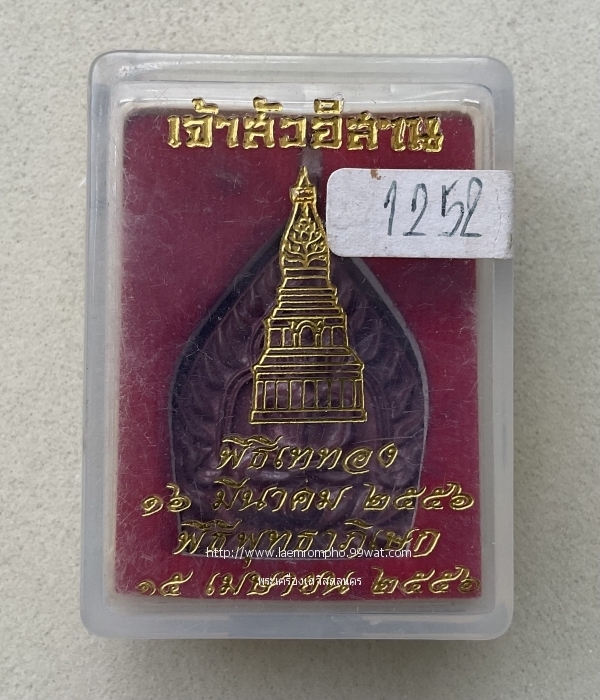 เจ้าสัวอีสาน
1252
พิธีเททอง
๑๖ มีนาคม ๒๕๕๖
พิธีพุทธาภิเษก
http://www.laemrompho.99wat.com
๑๕ เมษายน ๒๕๕๖